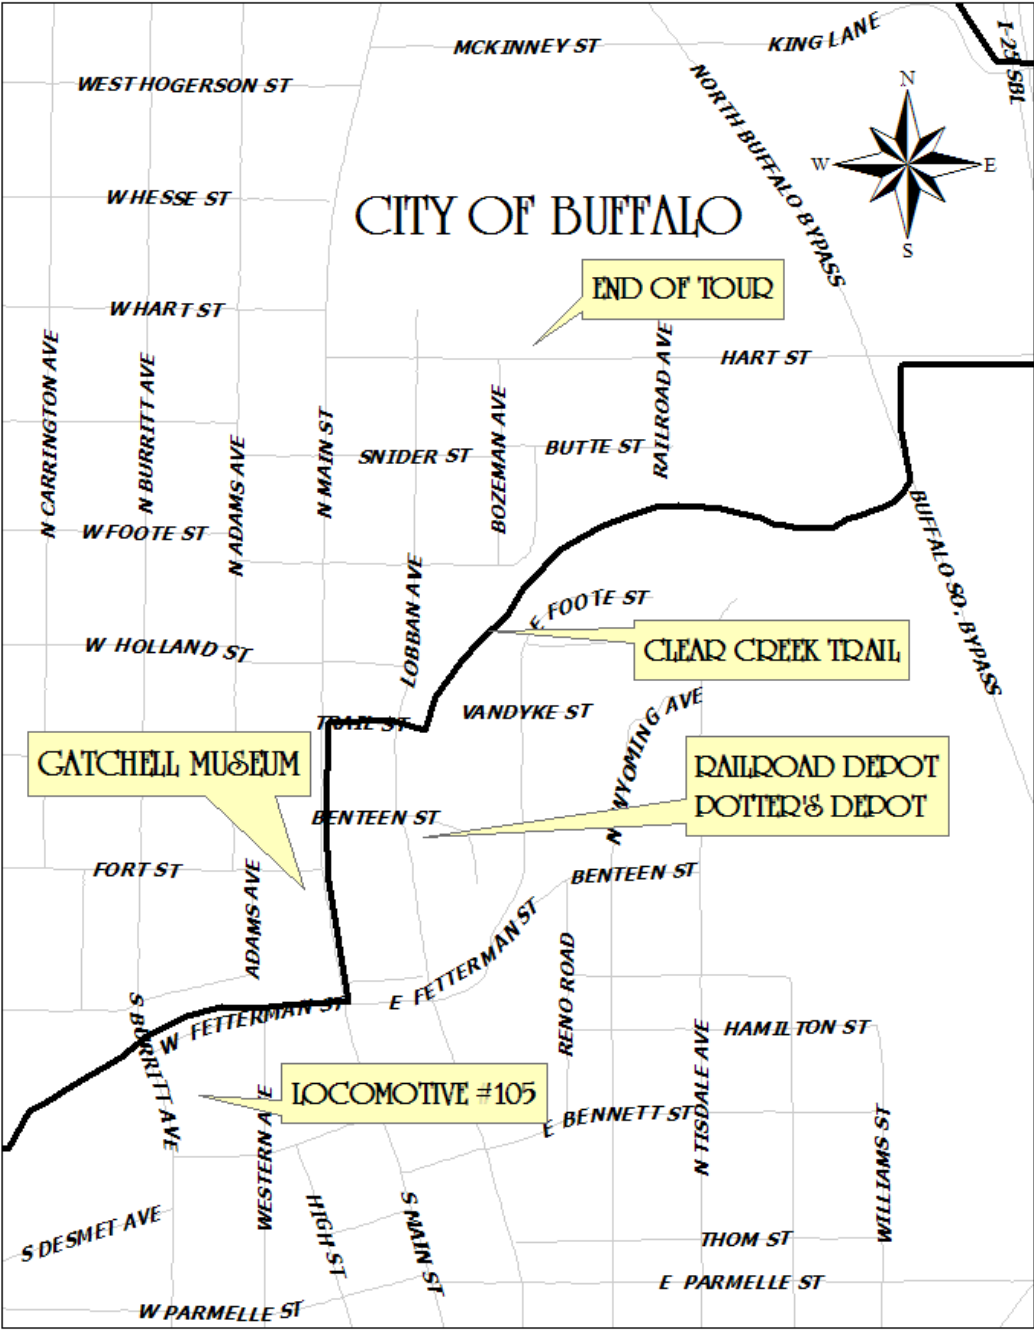 MCKINNEY ST
KING LANE
I-25 SBL
WEST HOGERSON ST
NORTH BUFFALO BYPASS
N
W
E
S
W HESSE ST
CITY OF BUFFALO
END OF TOUR
W HART ST
HART ST
N CARRINGTON AVE
N BURRITT AVE
N ADAMS AVE
N MAIN ST
RAILROAD AVE
BOZEMAN AVE
SNIDER ST
BUTTE ST
W FOOTE ST
BUFFALO SO. BYPASS
LOBBAN AVE
E FOOTE ST
W HOLLAND ST
CLEAR CREEK TRAIL
TRAIL ST
VANDYKE ST
N WYOMING AVE
GATCHELL MUSEUM
RAILROAD DEPOT
POTTER'S DEPOT
BENTEEN ST
FORT ST
BENTEEN ST
ADAMS AVE
E FETTERMAN ST
RENO ROAD
W FETTERMAN ST
S BURRITT AVE
HAMILTON ST
N TISDALE AVE
LOCOMOTIVE #105
WESTERN AVE
E BENNETT ST
WILLIAMS ST
S DESMET AVE
HIGH ST
S MAIN ST
THOM ST
E PARMELLE ST
W PARMELLE ST